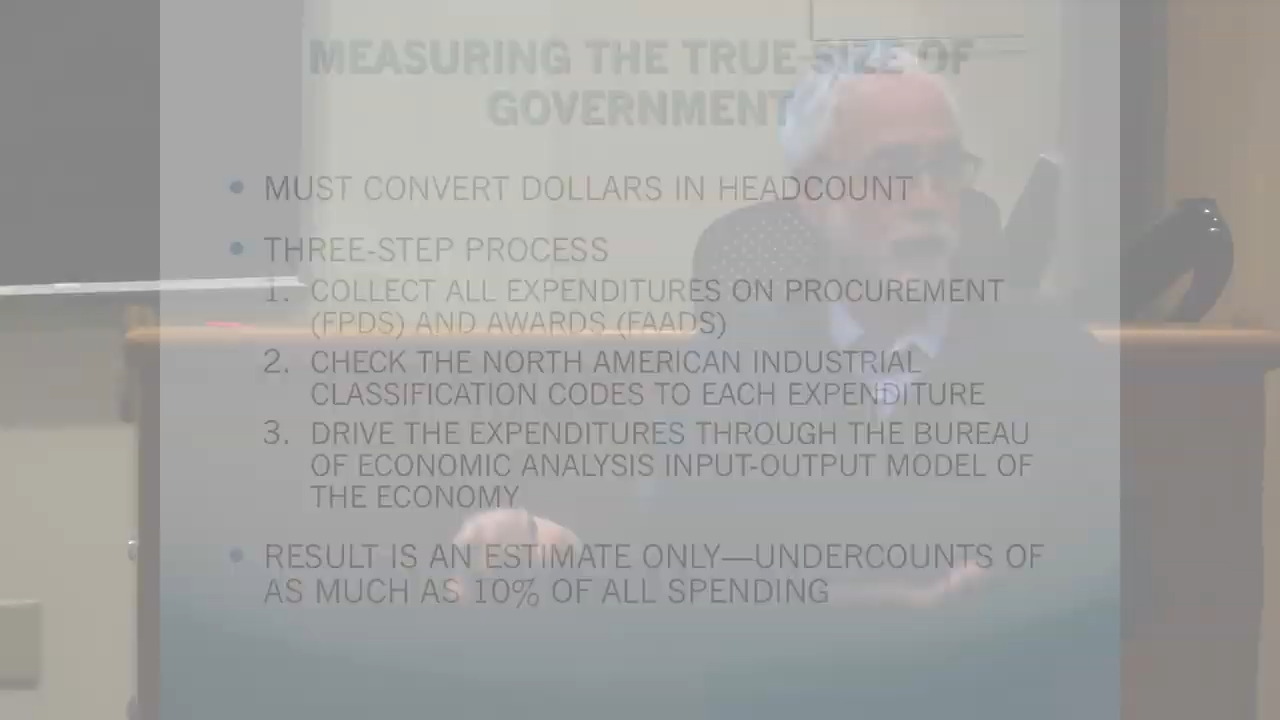 MEASURING THE TRUE SIZE OF
GOVERNMENT
• MUST CONVERT DOLLARS IN HEADCOUNT
• THREE-STEP PROCESS
1. COLLECT ALL EXPENDITURES ON PROCUREMENT
(FPDS) AND AWARDS (FAADS)
2. CHECK THE NORTH AMERICAN INDUSTRIAL
CLASSIFICATION CODES TO EACH EXPENDITURE
3. DRIVE THE EXPENDITURES THROUGH THE BUREAU
OF ECONOMIC ANALYSIS INPUT-OUTPUT MODEL OF
THE ECONOMY
• RESULT IS AN ESTIMATE ONLY—UNDERCOUNTS OF
AS MUCH AS 10% OF ALL SPENDING